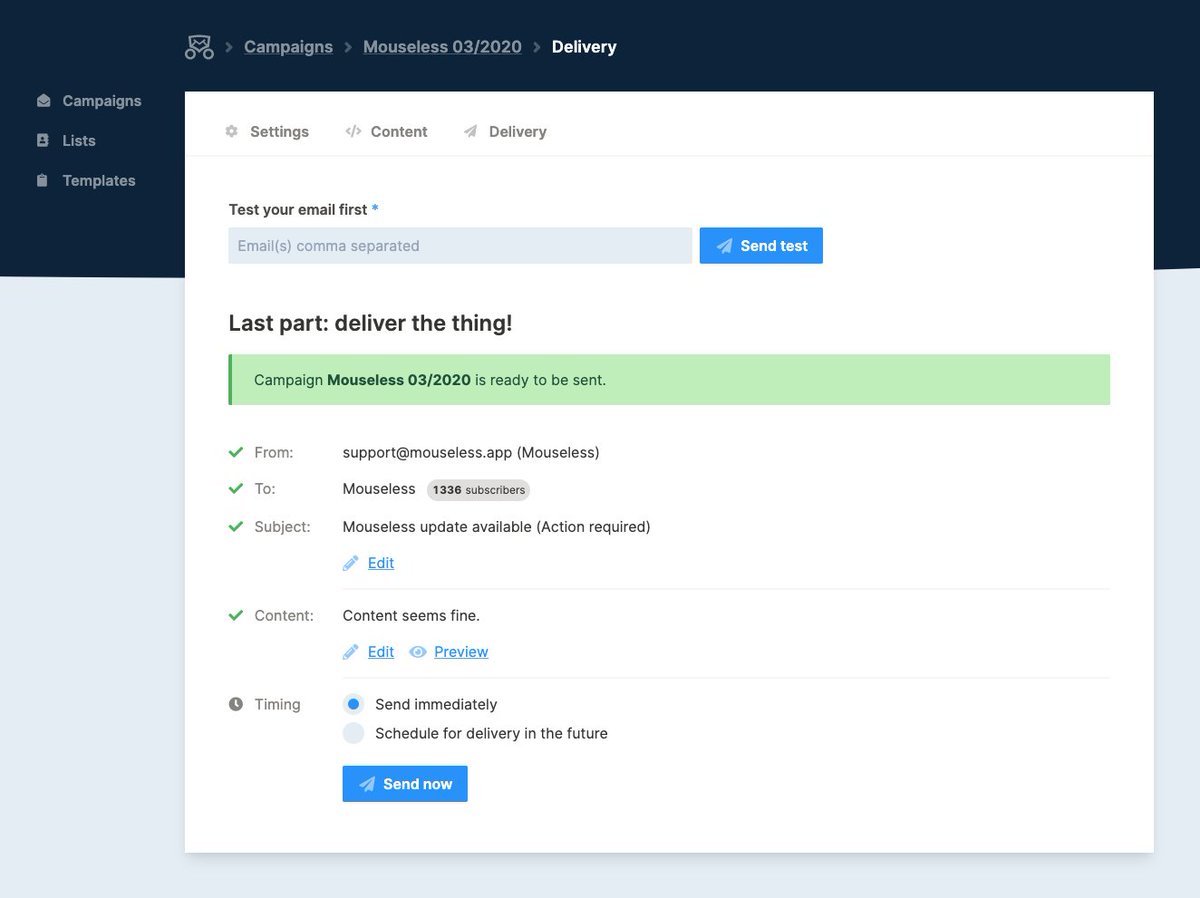 Campaigns Mouseless 03/2020 Delivery
Campaigns
Lists
Templates
Settings Content Delivery
Test your email first *
Email(s) comma separated Send test
Last part: deliver the thing!
Campaign Mouseless 03/2020 is ready to be sent.
From: support@mouseless.app (Mouseless)
To: Mouseless 1336 subscribers
Subject: Mouseless update available (Action required)
Edit
Content: Content seems fine.
Edit Preview
Timing Send immediately
Schedule for delivery in the future
Send now